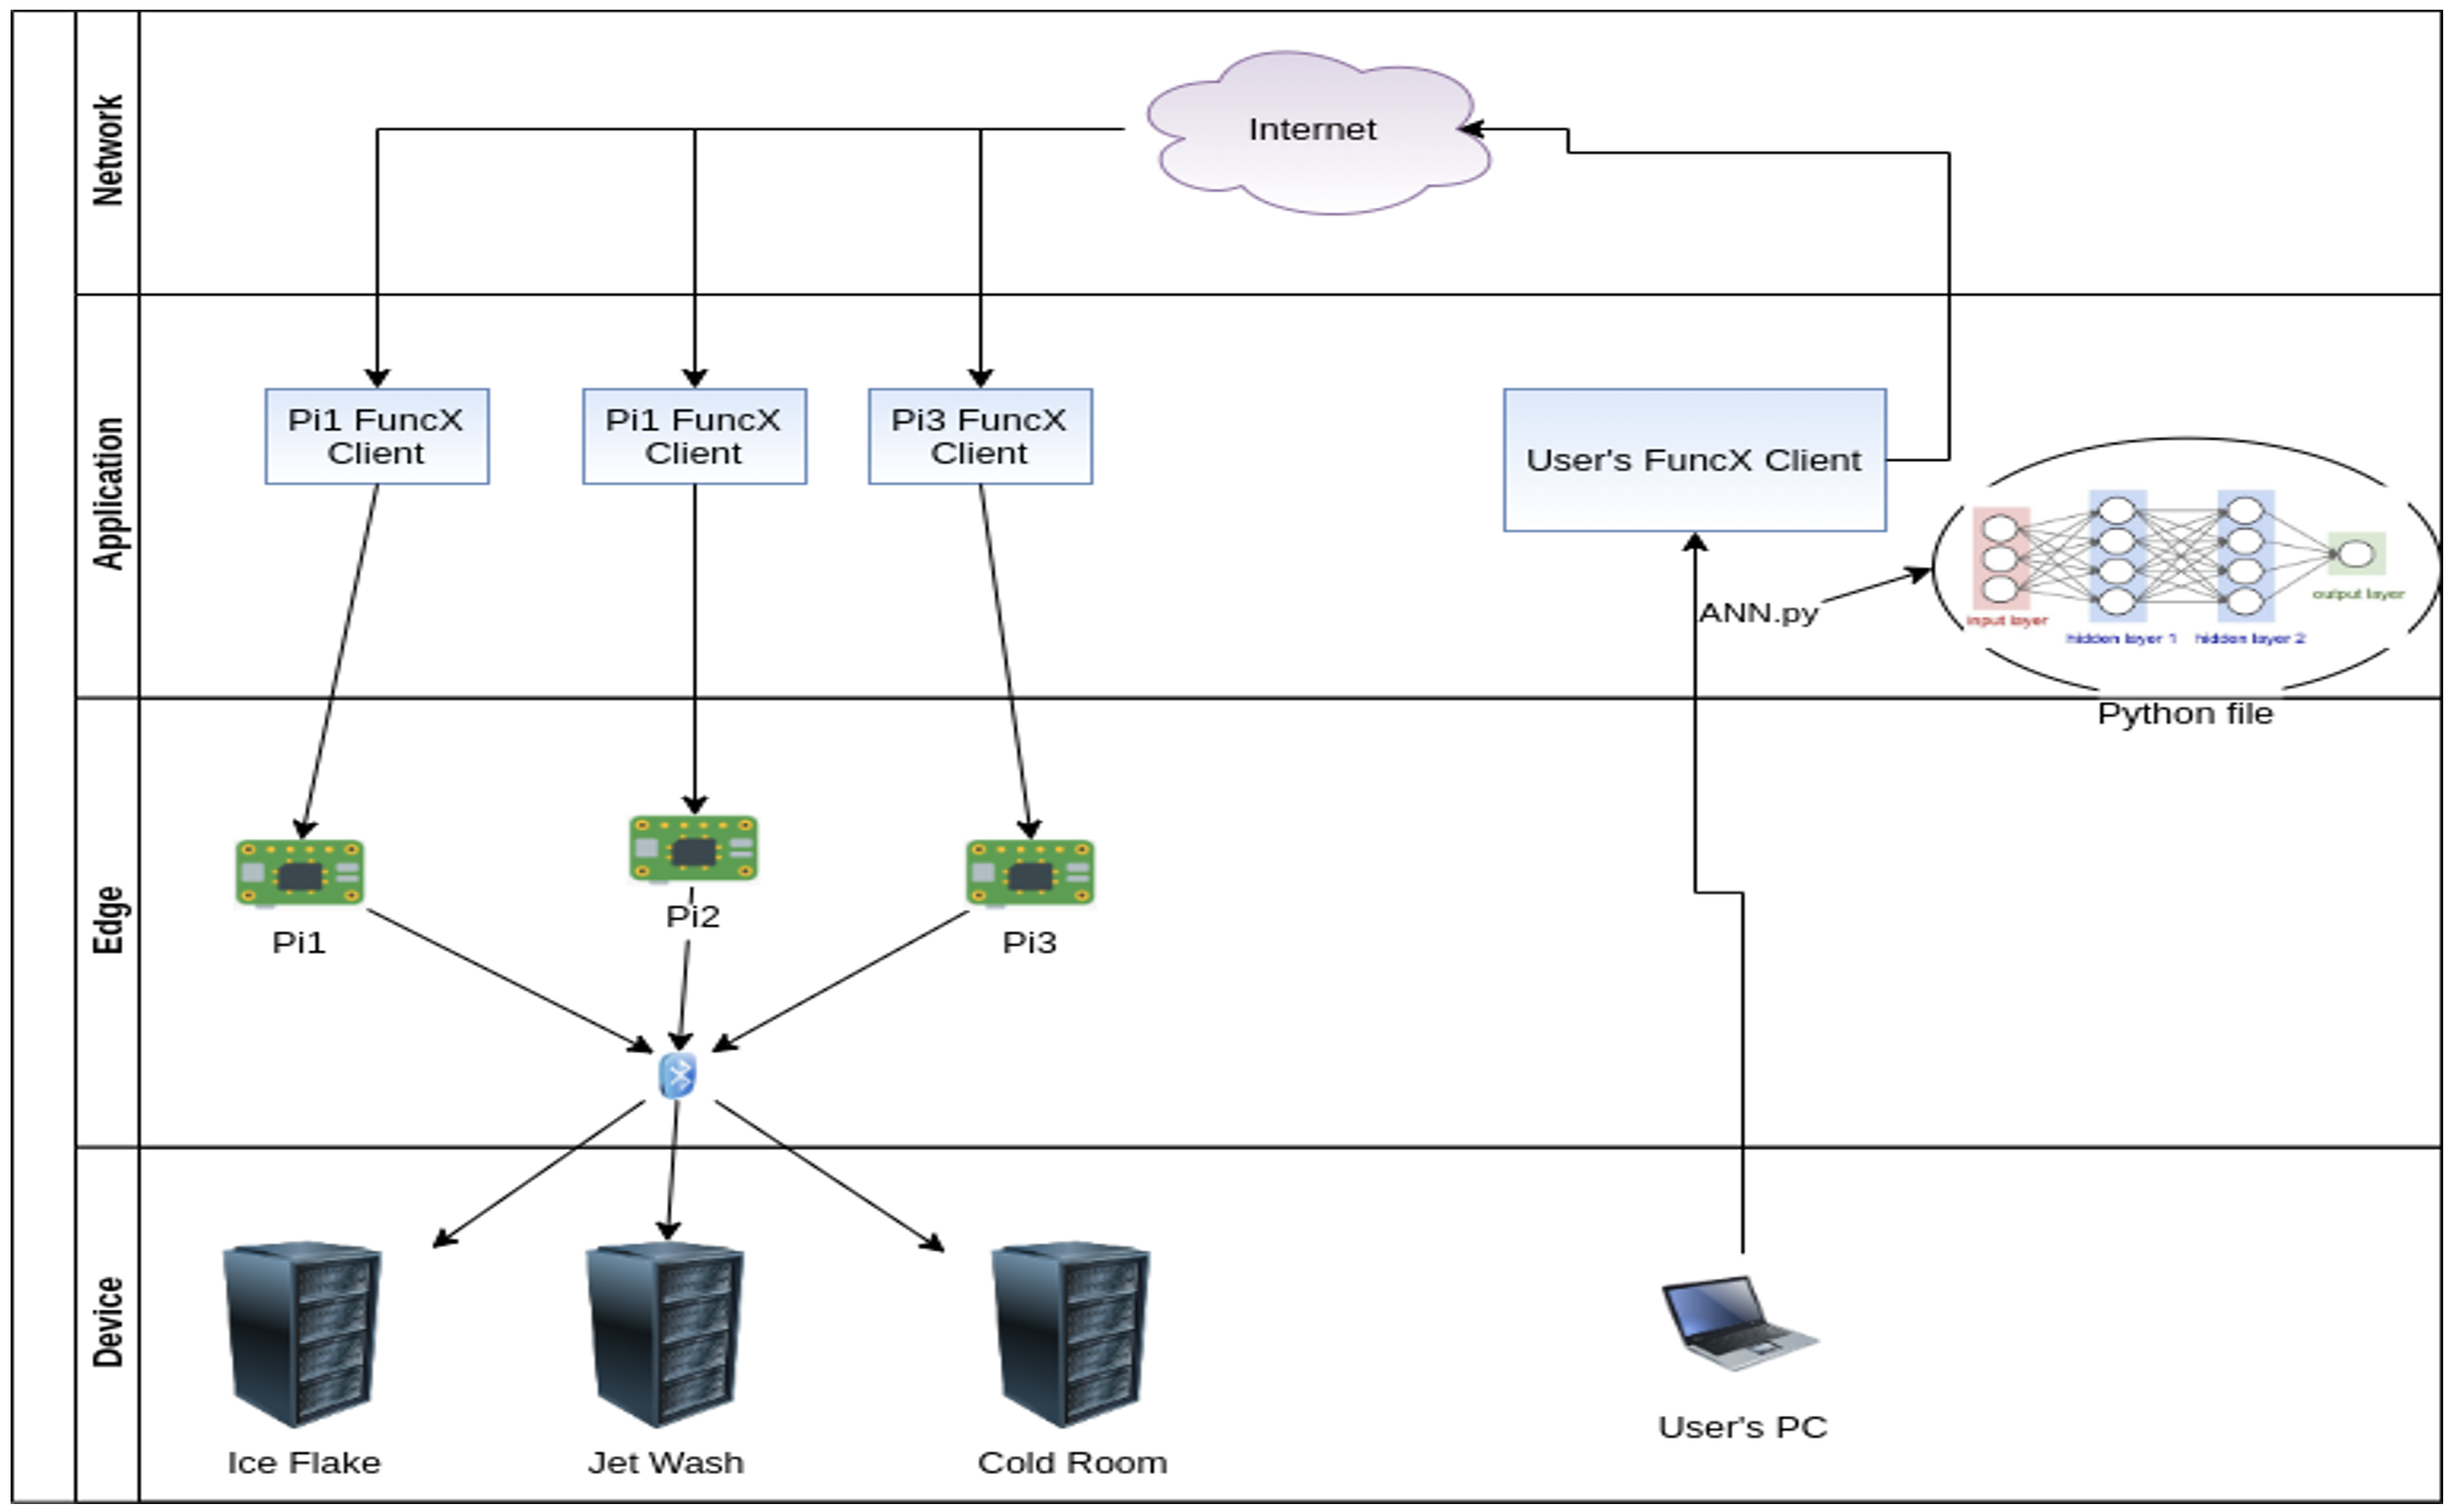 Network
Internet
Application
Pi1 FuncX
Client
Pi1 FuncX
Client
Pi3 FuncX
Client
User's FuncX Client
ANN.py
input layer
hidden layer 1
hidden layer 2
output layer
Python file
Edge
Pi1
Pi2
Pi3
Device
Ice Flake
Jet Wash
Cold Room
User's PC